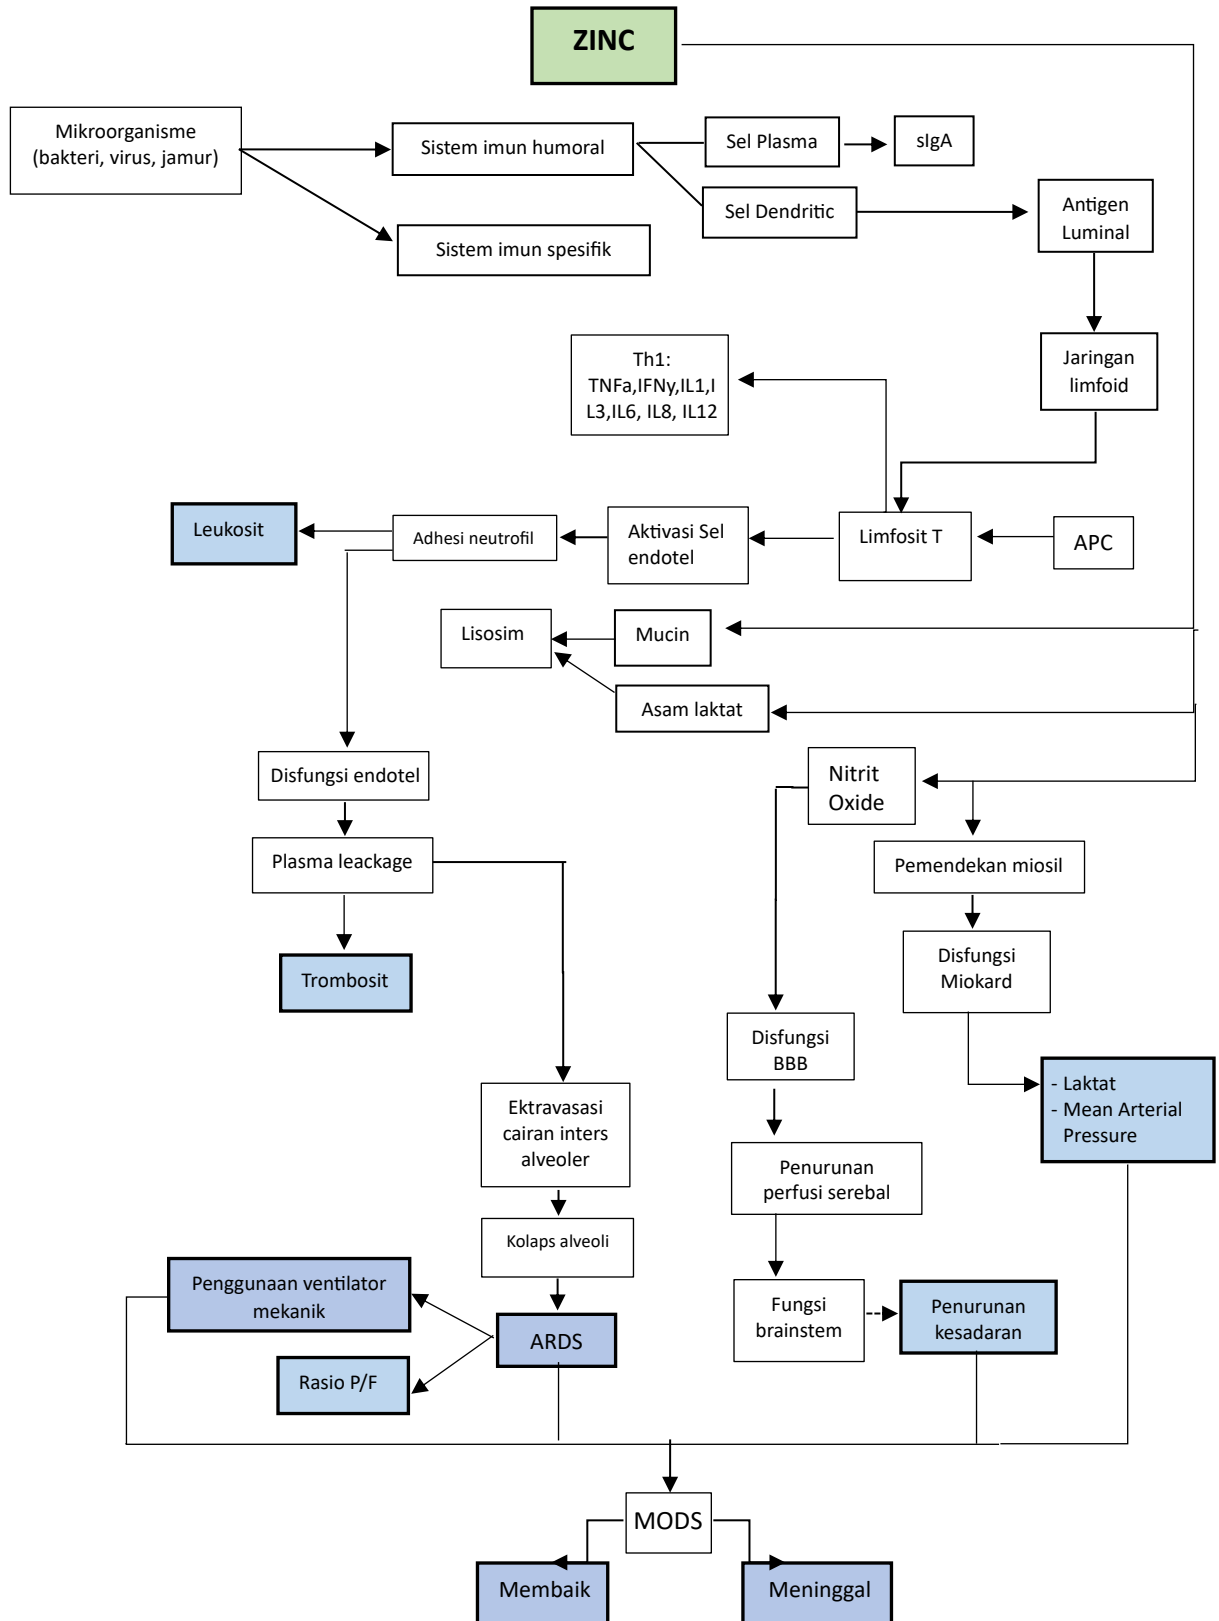 ZINC
Mikroorganisme
(bakteri, virus, jamur)
Sistem imun humoral
Sel Plasma
sIgA
Sel Dendritic
Antigen
Luminal
Sistem imun spesifik
Th1:
TNFa,IFNy,IL1,I
L3,IL6, IL8, IL12
Jaringan
limfoid
Leukosit
Adhesi neutrofil
Aktivasi Sel
endotel
Limfosit T
APC
Lisosim
Mucin
Asam laktat
Disfungsi endotel
Nitrit
Oxide
Plasma leackage
Pemendekan miosil
Trombosit
Disfungsi
Miokard
Disfungsi
BBB
Ektravasasi
cairan inters
alveoler
- Laktat
- Mean Arterial
Pressure
Penurunan
perfusi serebal
Kolaps alveoli
Penggunaan ventilator
mekanik
Fungsi
brainstem
Penurunan
kesadaran
ARDS
Rasio P/F
MODS
Membaik
Meninggal